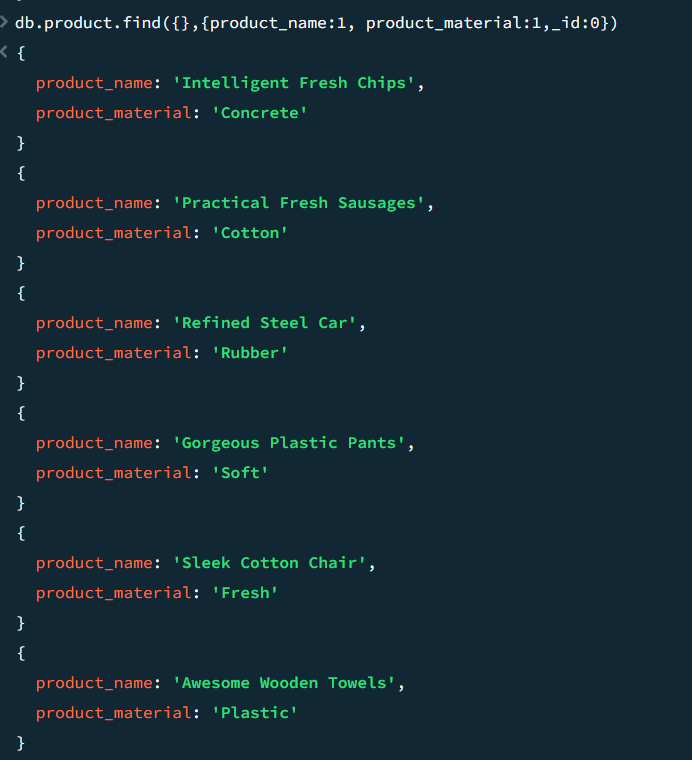 > db.product.find({},{product_name:1, product_material:1,_id:0})
< {
product_name: 'Intelligent Fresh Chips',
product_material: 'Concrete'
}
{
product_name: 'Practical Fresh Sausages',
product_material: 'Cotton'
}
{
product_name: 'Refined Steel Car',
product_material: 'Rubber'
}
{
product_name: 'Gorgeous Plastic Pants',
product_material: 'Soft'
}
{
product_name: 'Sleek Cotton Chair',
product_material: 'Fresh'
}
{
product_name: 'Awesome Wooden Towels',
product_material: 'Plastic'
}